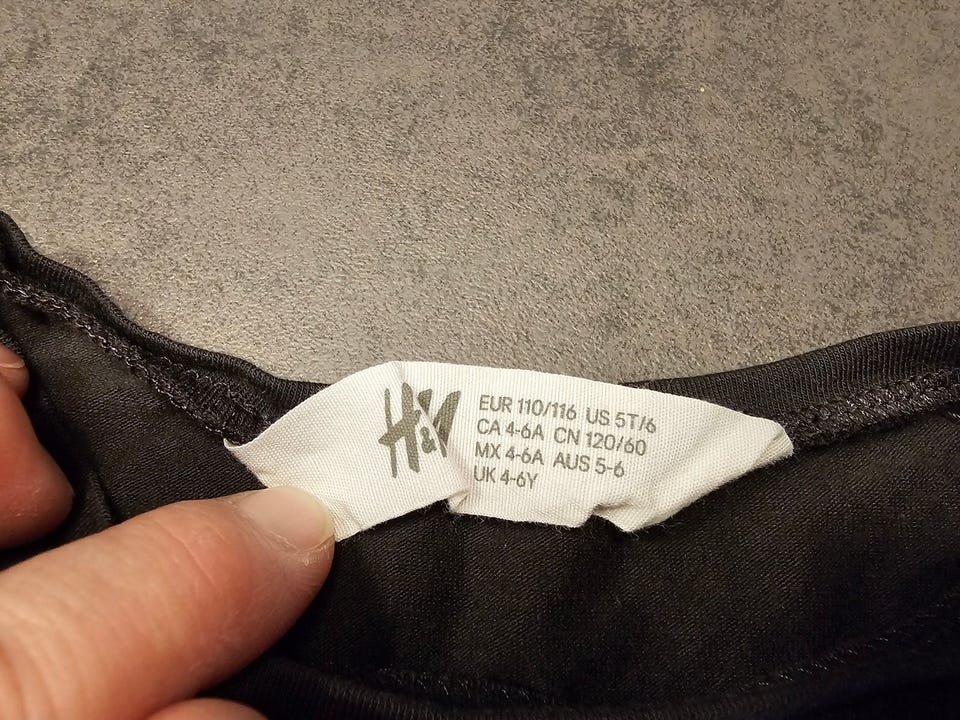 H&M
EUR 110/116 US 5T/6
CA 4-6A CN 120/60
MX 4-6A AUS 5-6
UK 4-6Y